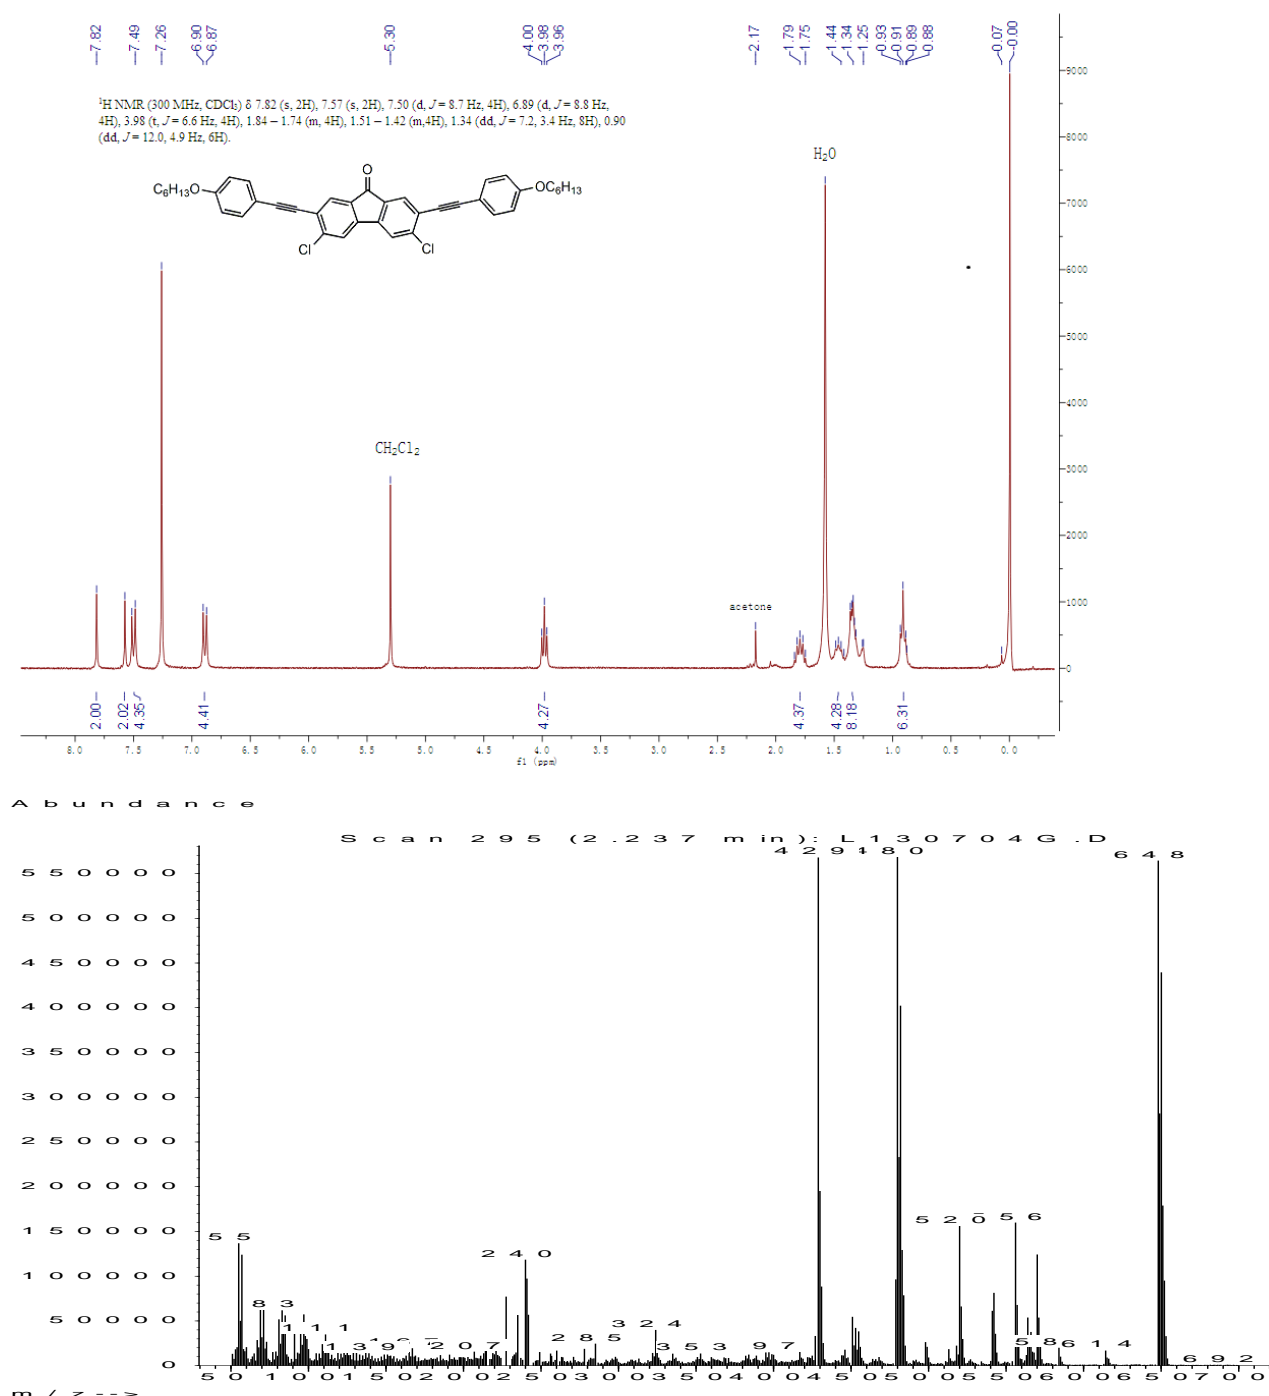 7.82 7.49 7.26 6.90 6.87 5.30 4.00 3.98 3.96 2.17 1.79 1.75 1.44 1.34 1.25 0.93 0.91 0.89 0.88 0.07 -0.00
¹H NMR (300 MHz, CDCl₃) δ 7.82 (s, 2H), 7.57 (s, 2H), 7.50 (d, J = 8.7 Hz, 4H), 6.89 (d, J = 8.8 Hz,
4H), 3.98 (t, J = 6.6 Hz, 4H), 1.84 – 1.74 (m, 4H), 1.51 – 1.42 (m,4H), 1.34 (dd, J = 7.2, 3.4 Hz, 8H), 0.90
(dd, J = 12.0, 4.9 Hz, 6H).
O
C₆H₁₃O
OC₆H₁₃
Cl
Cl
H₂O
CH₂Cl₂
acetone
9000
8000
7000
6000
5000
4000
3000
2000
1000
0
2.00 2.02 4.35 4.41 4.27 4.37 4.28 8.18 6.31
8.0 7.5 7.0 6.5 6.0 5.5 5.0 4.5 4.0 3.5 3.0 2.5 2.0 1.5 1.0 0.5 0.0
f1 (ppm)
Abundance
Scan 295 (2.237 min): L130704G.D
429 480 648
550000
500000
450000
400000
350000
300000
250000
200000
150000
100000
50000
0
55
83
111
139
207
240
285
324
353
397
520
586
614
692
50 100 150 200 250 300 350 400 450 500 550 600 650 700
m/z-->